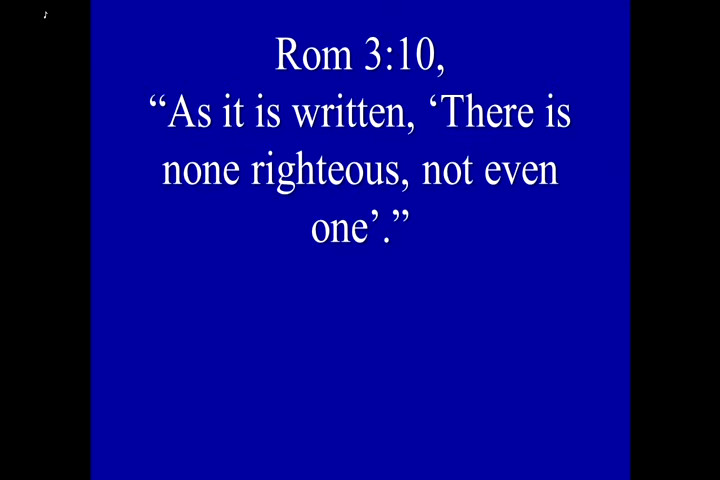 ♪
Rom 3:10,
“As it is written, ‘There is
none righteous, not even
one’.”